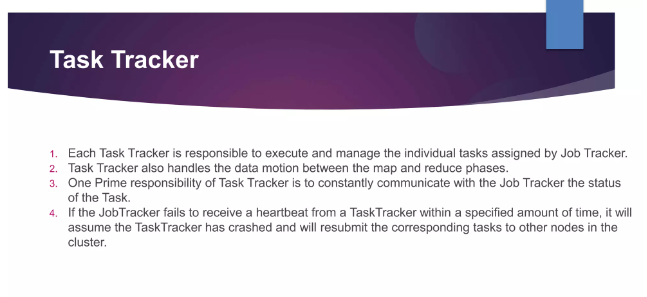 Task Tracker
1. Each Task Tracker is responsible to execute and manage the individual tasks assigned by Job Tracker.
2. Task Tracker also handles the data motion between the map and reduce phases.
3. One Prime responsibility of Task Tracker is to constantly communicate with the Job Tracker the status
of the Task.
4. If the JobTracker fails to receive a heartbeat from a TaskTracker within a specified amount of time, it will
assume the TaskTracker has crashed and will resubmit the corresponding tasks to other nodes in the
cluster.